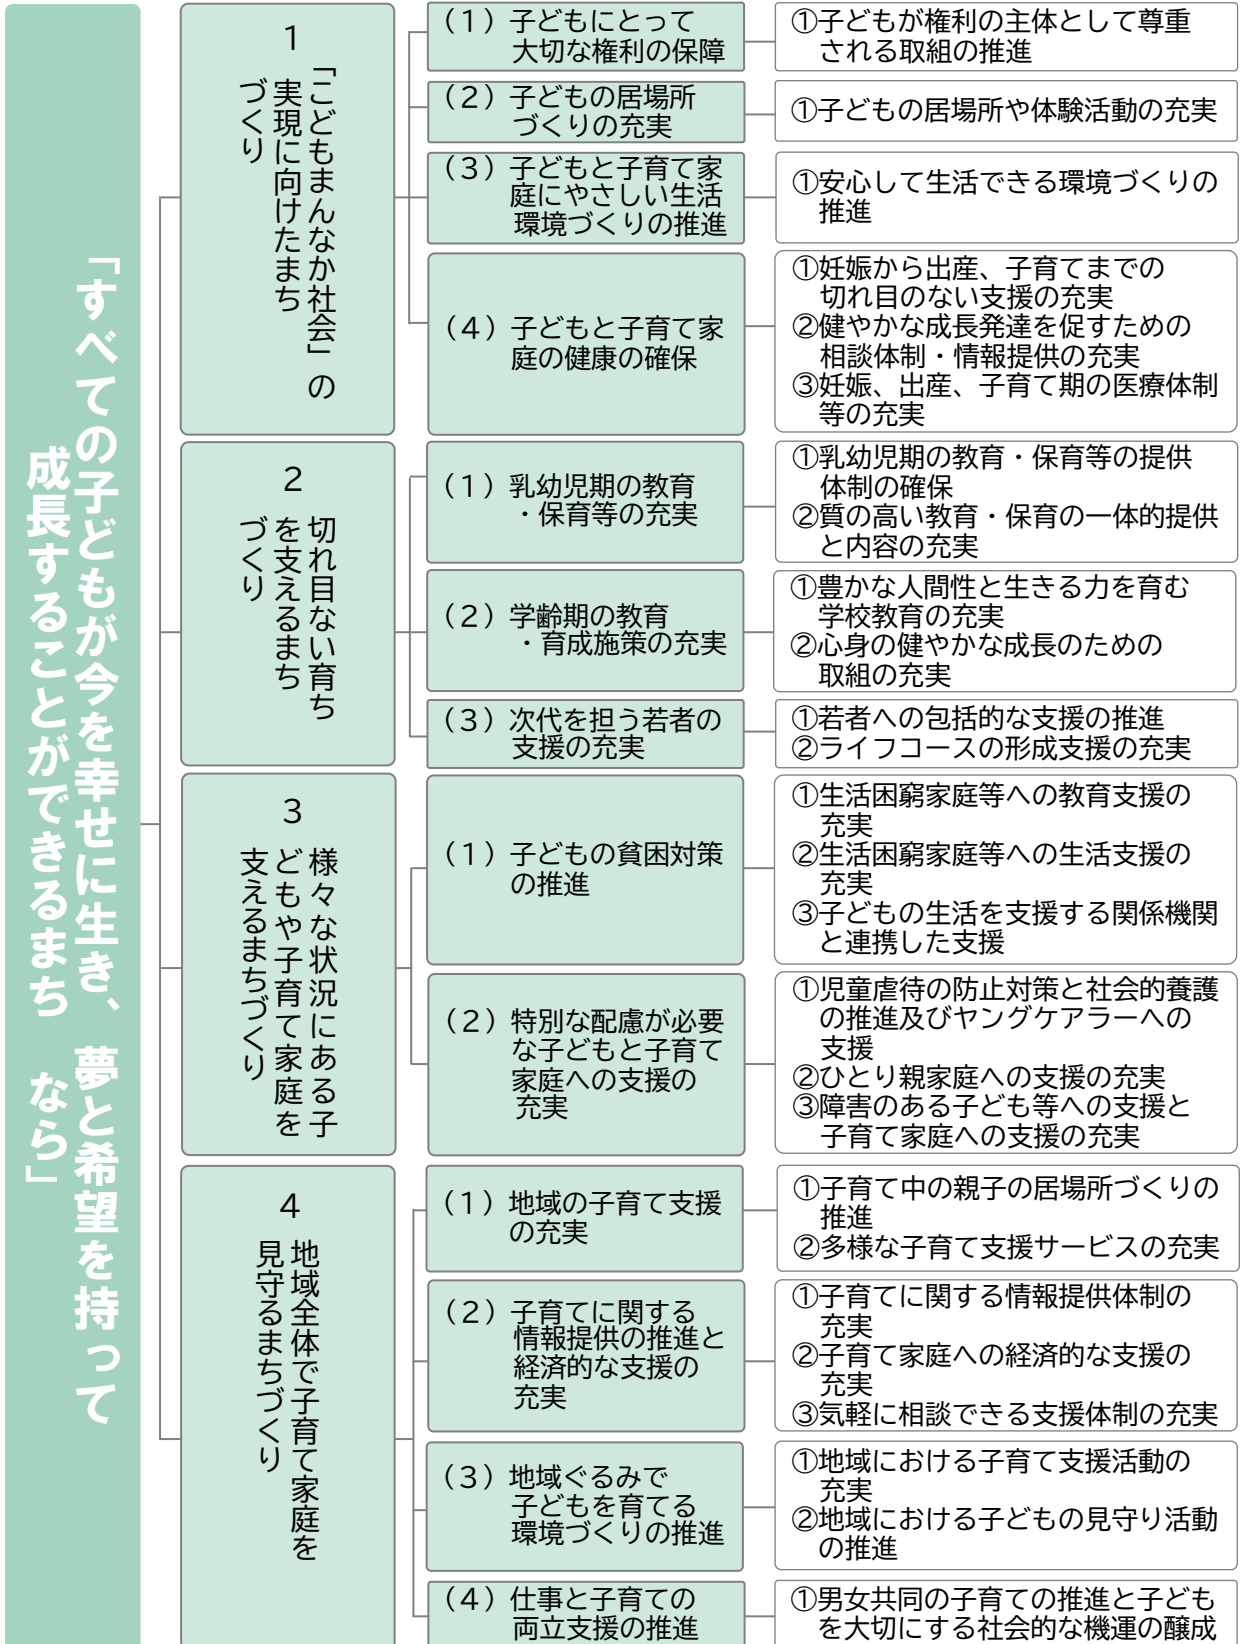 「すべての子どもが今を幸せに生き、　夢と希望を持って
成長することができるまち　なら」
１
「こどもまんなか社会」の
実現に向けたまち
づくり
（１）子どもにとって
大切な権利の保障
①子どもが権利の主体として尊重
される取組の推進
（２）子どもの居場所
づくりの充実
①子どもの居場所や体験活動の充実
（３）子どもと子育て家
庭にやさしい生活
環境づくりの推進
①安心して生活できる環境づくりの
推進
（４）子どもと子育て家
庭の健康の確保
①妊娠から出産、子育てまでの
切れ目のない支援の充実
②健やかな成長発達を促すための
相談体制・情報提供の充実
③妊娠、出産、子育て期の医療体制
等の充実
２
切れ目ない育ち
を支えるまち
づくり
（１）乳幼児期の教育
・保育等の充実
①乳幼児期の教育・保育等の提供
体制の確保
②質の高い教育・保育の一体的提供
と内容の充実
（２）学齢期の教育
・育成施策の充実
①豊かな人間性と生きる力を育む
学校教育の充実
②心身の健やかな成長のための
取組の充実
（３）次代を担う若者の
支援の充実
①若者への包括的な支援の推進
②ライフコースの形成支援の充実
３
様々な状況にある子
どもや子育て家庭を
支えるまちづくり
（１）子どもの貧困対策
の推進
①生活困窮家庭等への教育支援の
充実
②生活困窮家庭等への生活支援の
充実
③子どもの生活を支援する関係機関
と連携した支援
（２）特別な配慮が必要
な子どもと子育て
家庭への支援の
充実
①児童虐待の防止対策と社会的養護
の推進及びヤングケアラーへの
支援
②ひとり親家庭への支援の充実
③障害のある子ども等への支援と
子育て家庭への支援の充実
４
地域全体で子育て家庭を
見守るまちづくり
（１）地域の子育て支援
の充実
①子育て中の親子の居場所づくりの
推進
②多様な子育て支援サービスの充実
（２）子育てに関する
情報提供の推進と
経済的な支援の
充実
①子育てに関する情報提供体制の
充実
②子育て家庭への経済的な支援の
充実
③気軽に相談できる支援体制の充実
（３）地域ぐるみで
子どもを育てる
環境づくりの推進
①地域における子育て支援活動の
充実
②地域における子どもの見守り活動
の推進
（４）仕事と子育ての
両立支援の推進
①男女共同の子育ての推進と子ども
を大切にする社会的な機運の醸成